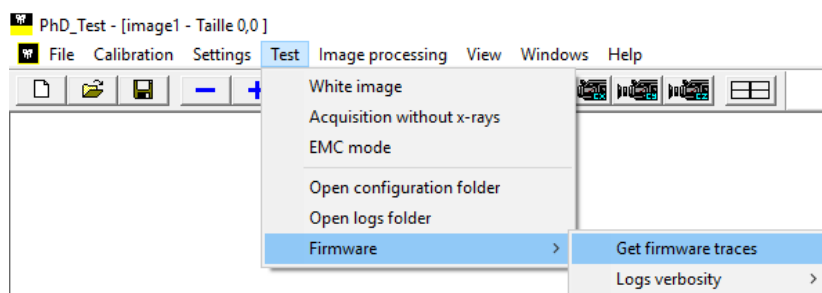 PhD_Test - [image1 - Taille 0,0 ]
File Calibration Settings Test Image processing View Windows Help
White image
Acquisition without x-rays
EMC mode
Open configuration folder
Open logs folder
Firmware
Get firmware traces
Logs verbosity